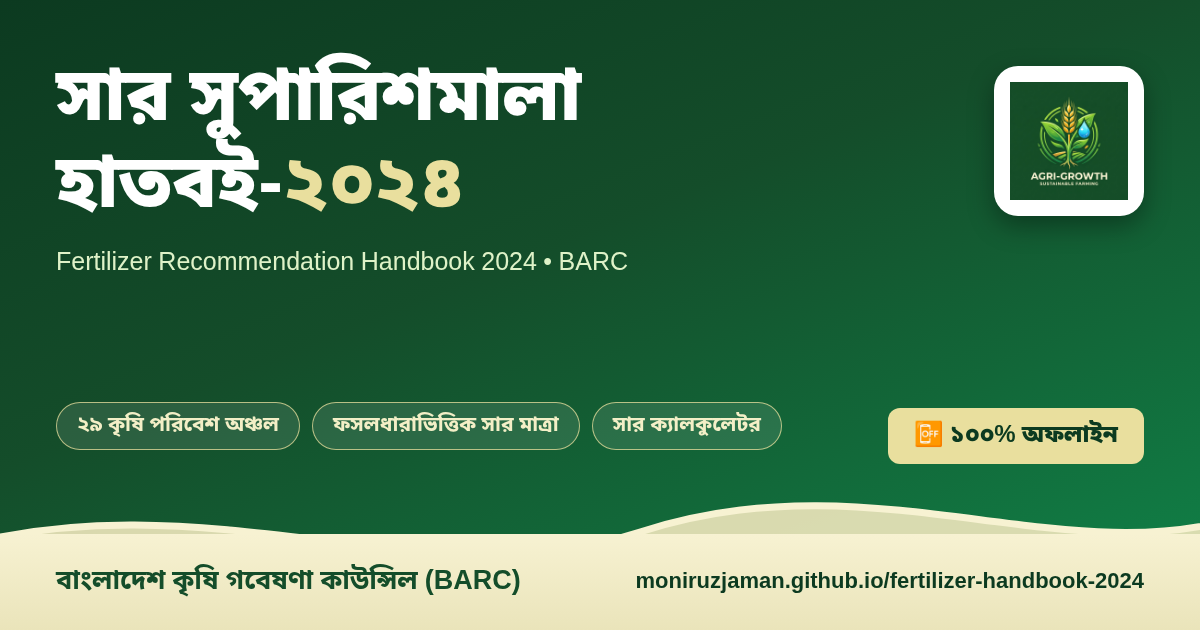 সার সুপারিশমালা
হাতবই-২০২৪
AGRI-GROWTH
SUSTAINABLE FARMING
Fertilizer Recommendation Handbook 2024 • BARC
২৯ কৃষি পরিবেশ অঞ্চল
ফসলধারাভিত্তিক সার মাত্রা
সার ক্যালকুলেটর
📴 ১০০% অফলাইন
বাংলাদেশ কৃষি গবেষণা কাউন্সিল (BARC)
moniruzjaman.github.io/fertilizer-handbook-2024